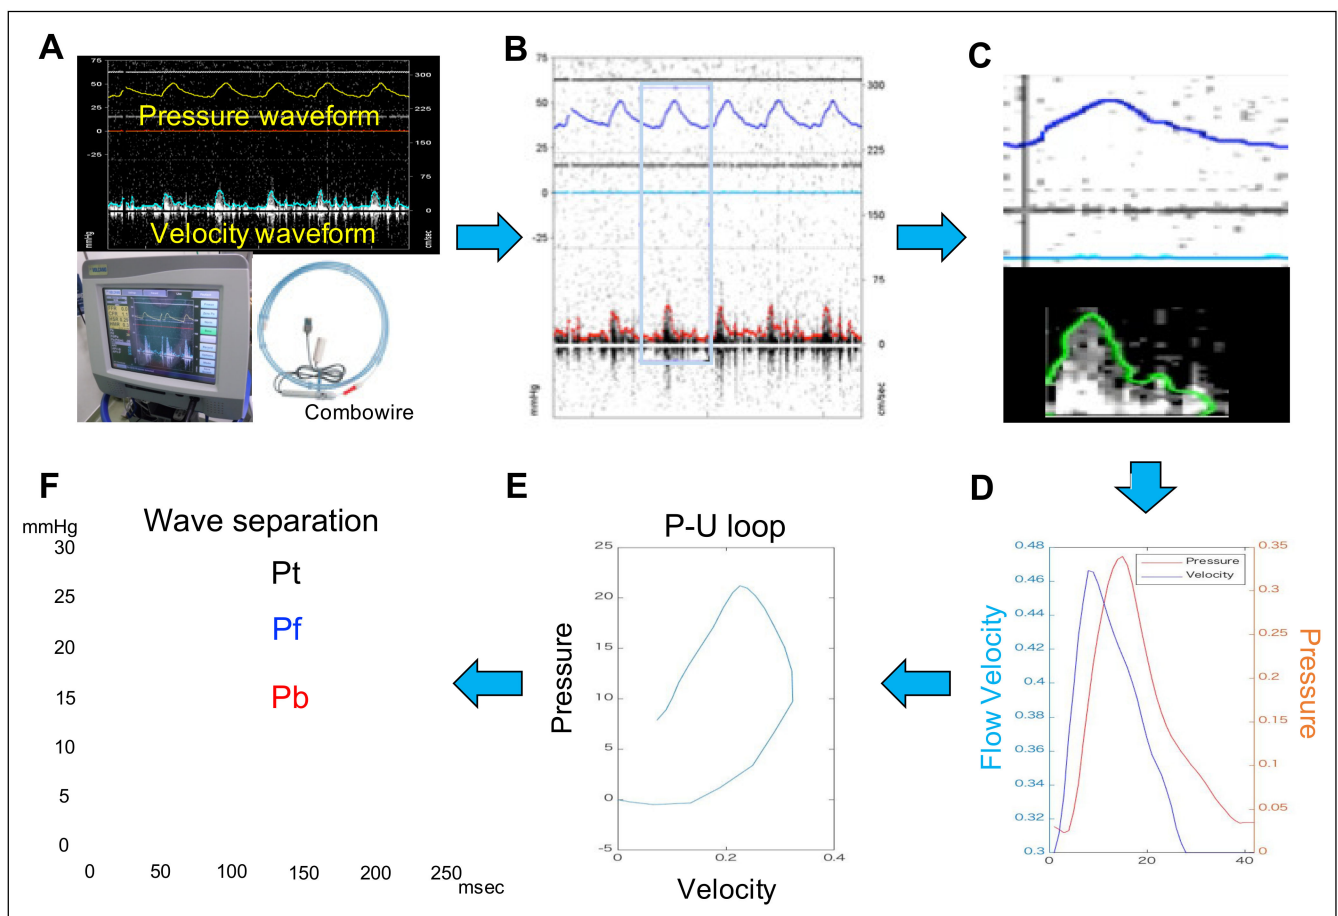 A
75
50
25
0
-25
300
225
150
75
0
Pressure waveform
Velocity waveform
mmHg
cm/sec
Combowire
B
75
50
25
0
-25
300
225
150
75
0
mmHg
cm/sec
C
D
0.48
0.46
0.44
0.42
0.4
0.38
0.36
0.34
0.32
0.3
Flow Velocity
Pressure
Velocity
0.35
0.3
0.25
0.2
0.15
0.1
0.05
0
Pressure
0
20
40
E
P-U loop
25
20
15
10
5
0
-5
Pressure
0
0.2
0.4
Velocity
F
mmHg
Wave separation
30
25
20
15
10
5
0
Pt
Pf
Pb
0
50
100
150
200
250
msec